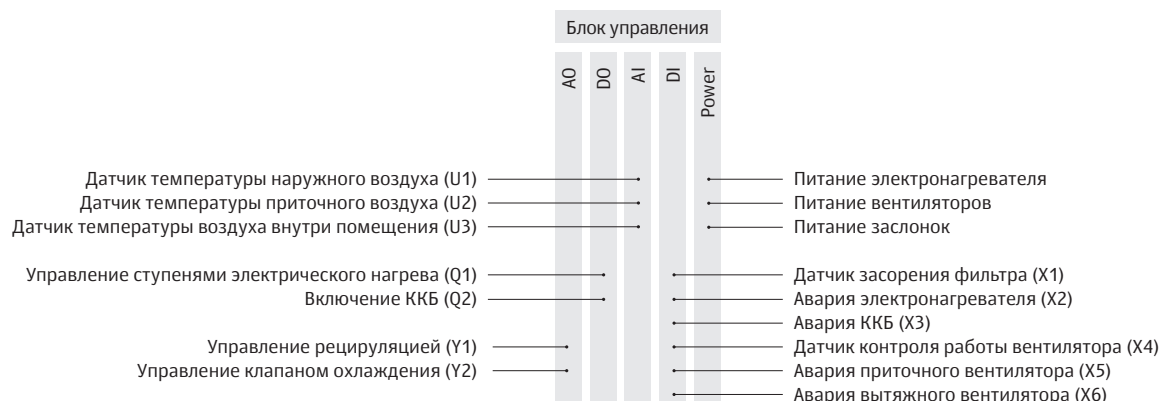 Блок управления
AO
DO
AI
DI
Power
Датчик температуры наружного воздуха (U1)
Датчик температуры приточного воздуха (U2)
Датчик температуры воздуха внутри помещения (U3)
Управление ступенями электрического нагрева (Q1)
Включение ККБ (Q2)
Управление рецируляцией (Y1)
Управление клапаном охлаждения (Y2)
Питание электронагревателя
Питание вентиляторов
Питание заслонок
Датчик засорения фильтра (X1)
Авария электронагревателя (X2)
Авария ККБ (X3)
Датчик контроля работы вентилятора (X4)
Авария приточного вентилятора (X5)
Авария вытяжного вентилятора (X6)